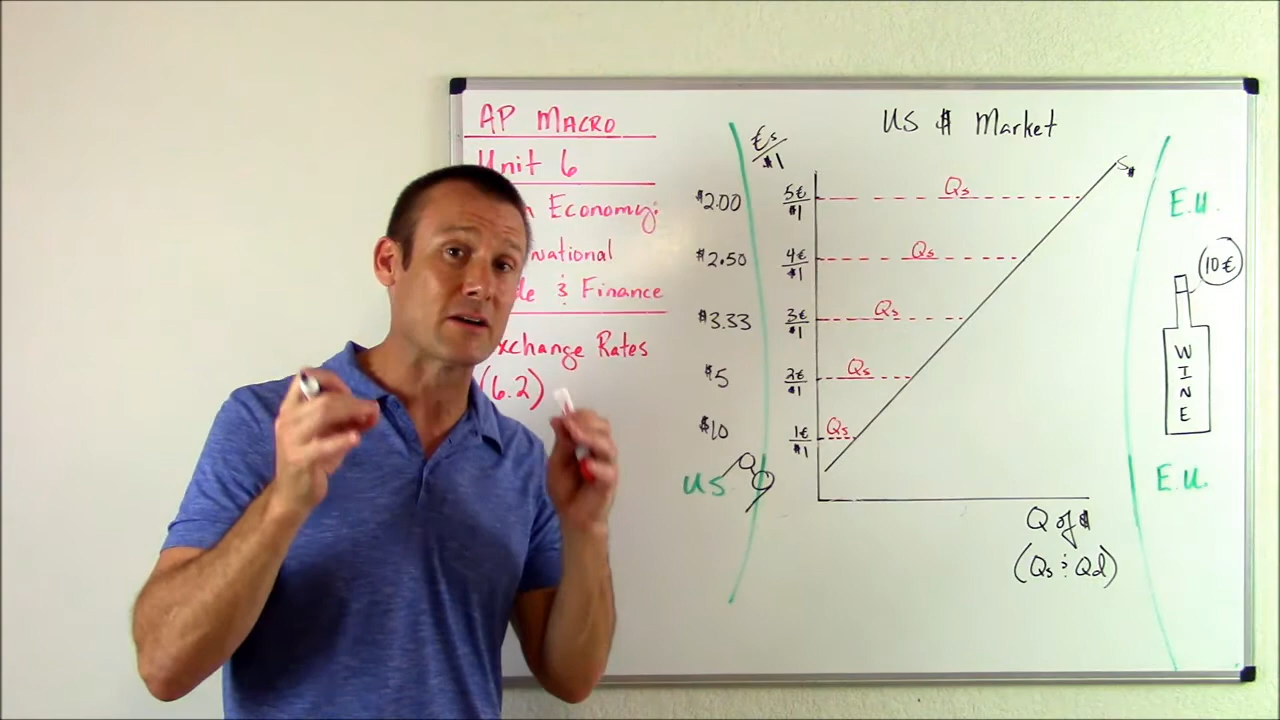 AP MACRO
Unit 6
n Economy:
national
de & Finance
xchange Rates
(6.2)
US $ Market
€s/$1
$2.00
5€/$1
Qs
$2.50
4€/$1
Qs
$3.33
3€/$1
Qs
$5
2€/$1
Qs
$10
1€/$1
Qs
US
S$
Q of $
(Qs & Qd)
E.U.
10€
WINE
E.U.